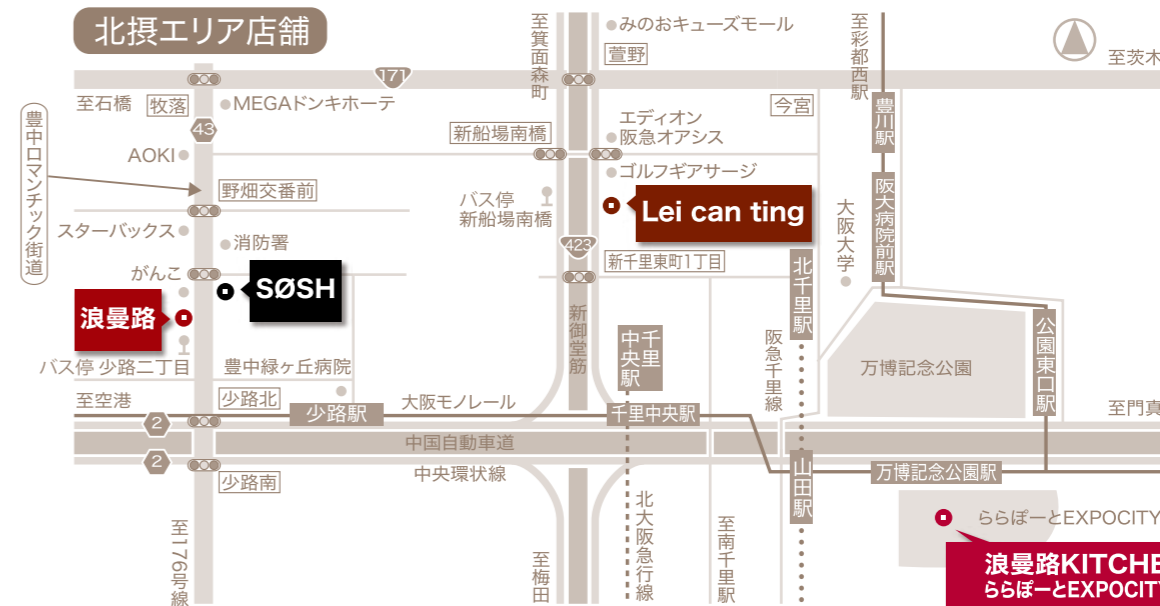 北摂エリア店舗
至箕面森町
みのおキューズモール
萱野
至彩都西駅
至茨木
171
至石橋
牧落
MEGAドンキホーテ
今宮
豊川駅
豊中ロマンチック街道
43
新船場南橋
エディオン
阪急オアシス
AOKI
ゴルフギアサージ
野畑交番前
バス停
新船場南橋
Lei can ting
大阪大学
阪大病院前駅
スターバックス
消防署
423
新千里東町1丁目
北千里駅
がんこ
SØSH
浪曼路
新御堂筋
千里
中央駅
阪急千里線
公園東口駅
バス停 少路二丁目
豊中緑ヶ丘病院
万博記念公園
至空港
少路北
少路駅
大阪モノレール
千里中央駅
至門真
2
中国自動車道
2
中央環状線
少路南
山田駅
万博記念公園駅
至176号線
至梅田
北大阪急行線
至南千里駅
ららぽーとEXPOCITY
浪曼路KITCHE
ららぽーとEXPOCITY